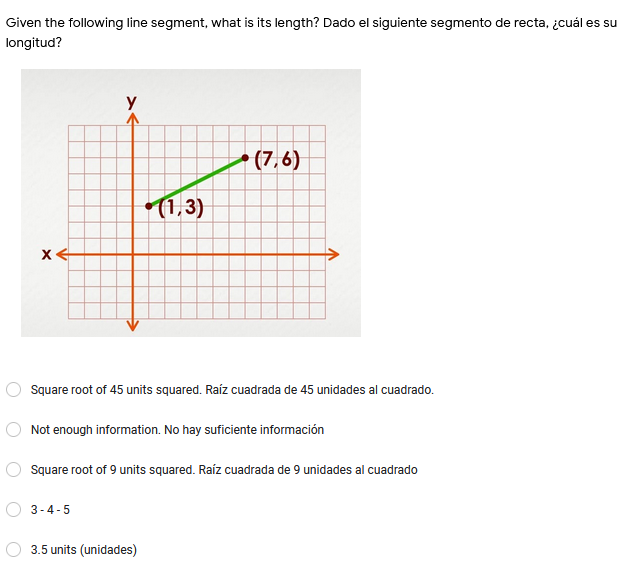 Given the following line segment, what is its length? Dado el siguiente segmento de recta, ¿cuál es su
longitud?
y
(7,6)
(1,3)
x
Square root of 45 units squared. Raíz cuadrada de 45 unidades al cuadrado.
Not enough information. No hay suficiente información
Square root of 9 units squared. Raíz cuadrada de 9 unidades al cuadrado
3 - 4 - 5
3.5 units (unidades)